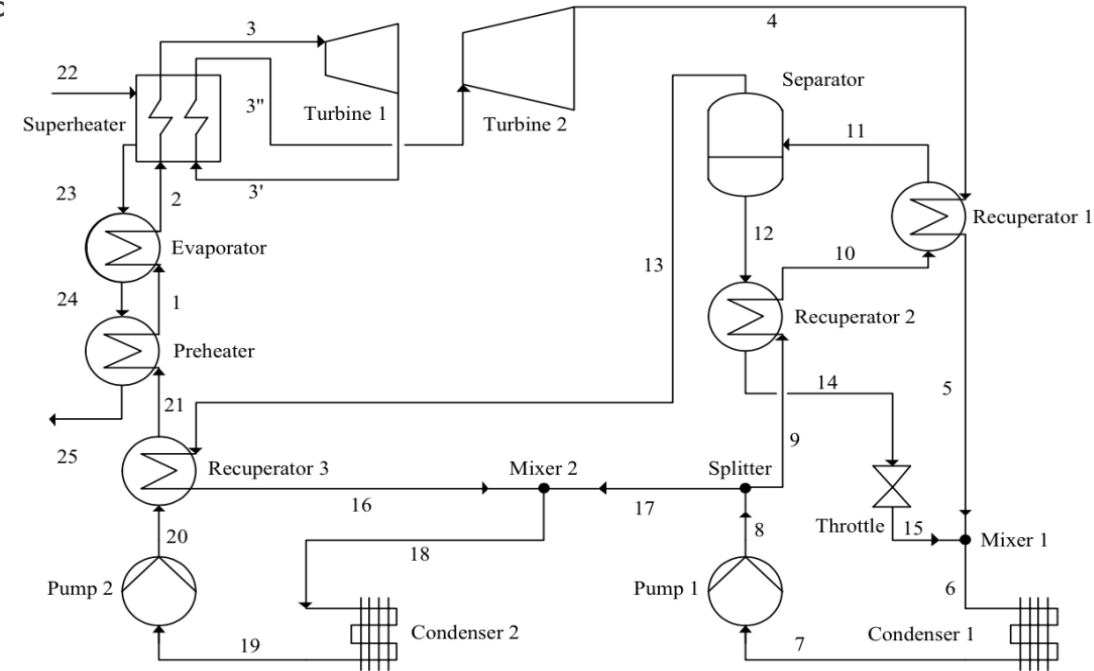 c
3
4
22
Separator
Superheater
3"
Turbine 1
Turbine 2
11
3'
23
2
Recuperator 1
Evaporator
12
10
13
24
1
Recuperator 2
Preheater
14
5
21
9
25
Recuperator 3
Mixer 2
Splitter
16
17
Throttle
15
Mixer 1
20
8
18
Pump 2
Pump 1
6
Condenser 2
Condenser 1
19
7